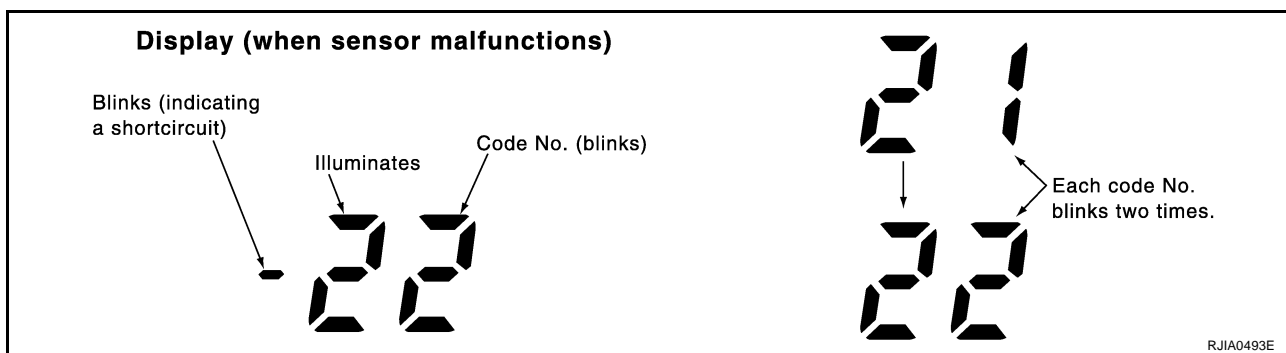 Display (when sensor malfunctions)
Blinks (indicating
a shortcircuit)
Illuminates
Code No. (blinks)
-22
21
Each code No.
blinks two times.
22
RJIA0493E